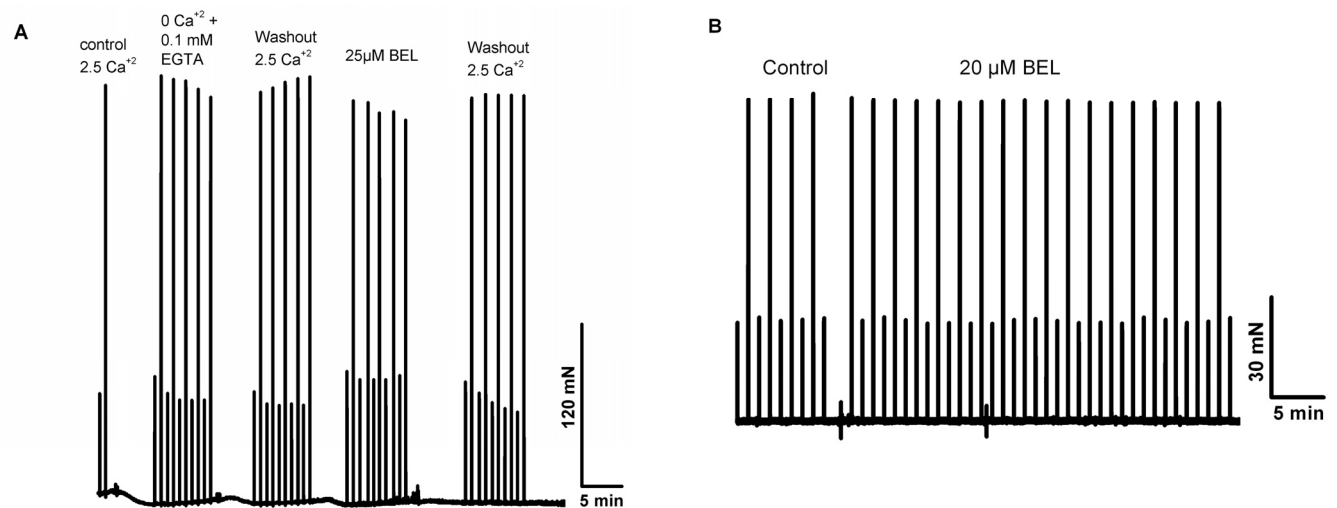 A
control
2.5 Ca⁺²
0 Ca⁺² +
0.1 mM
EGTA
Washout
2.5 Ca⁺²
25µM BEL
Washout
2.5 Ca⁺²
120 mN
5 min
B
Control
20 µM BEL
30 mN
5 min